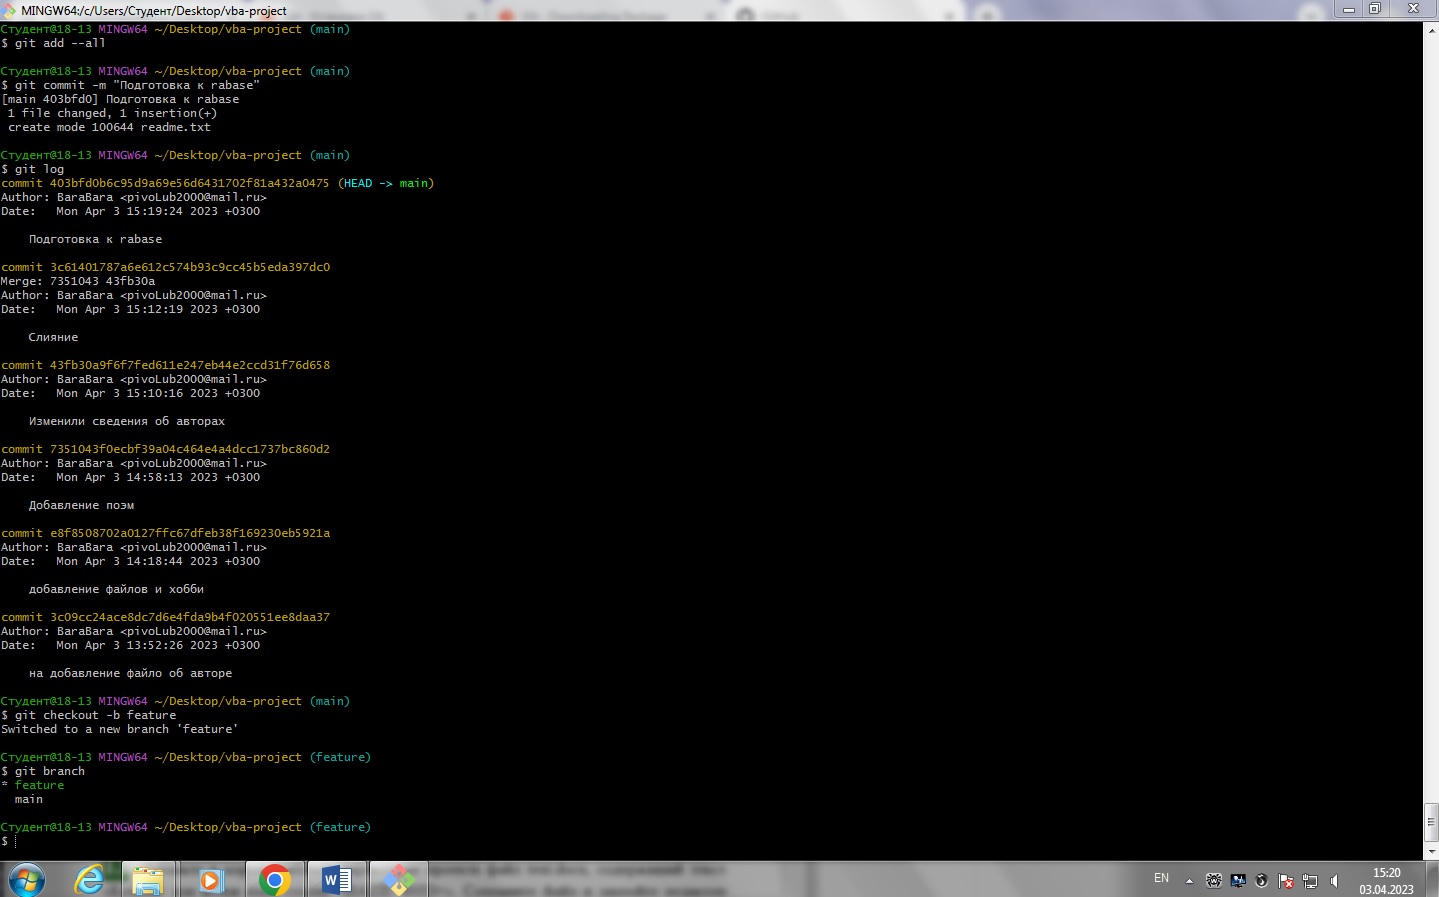 MINGW64:/c/Users/Студент/Desktop/vba-project
Студент@18-13 MINGW64 ~/Desktop/vba-project (main)
$ git add --all
Студент@18-13 MINGW64 ~/Desktop/vba-project (main)
$ git commit -m "Подготовка к rabase"
[main 403bfd0] Подготовка к rabase
1 file changed, 1 insertion(+)
create mode 100644 readme.txt
Студент@18-13 MINGW64 ~/Desktop/vba-project (main)
$ git log
commit 403bfd0b6c95d9a69e56d6431702f81a432a0475 (HEAD -> main)
Author: BaraBara <pivoLub2000@mail.ru>
Date:   Mon Apr 3 15:19:24 2023 +0300
Подготовка к rabase
commit 3c61401787a6e612c574b93c9cc45b5eda397dc0
Merge: 7351043 43fb30a
Author: BaraBara <pivoLub2000@mail.ru>
Date:   Mon Apr 3 15:12:19 2023 +0300
Слияние
commit 43fb30a9f6f7fed611e247eb44e2ccd31f76d658
Author: BaraBara <pivoLub2000@mail.ru>
Date:   Mon Apr 3 15:10:16 2023 +0300
Изменили сведения об авторах
commit 7351043f0ecbf39a04c464e4a4dcc1737bc860d2
Author: BaraBara <pivoLub2000@mail.ru>
Date:   Mon Apr 3 14:58:13 2023 +0300
Добавление поэм
commit e8f8508702a0127ffc67dfeb38f169230eb5921a
Author: BaraBara <pivoLub2000@mail.ru>
Date:   Mon Apr 3 14:18:44 2023 +0300
добавление файлов и хобби
commit 3c09cc24ace8dc7d6e4fda9b4f020551ee8daa37
Author: BaraBara <pivoLub2000@mail.ru>
Date:   Mon Apr 3 13:52:26 2023 +0300
на добавление файло об авторе
Студент@18-13 MINGW64 ~/Desktop/vba-project (main)
$ git checkout -b feature
Switched to a new branch 'feature'
Студент@18-13 MINGW64 ~/Desktop/vba-project (feature)
$ git branch
* feature
main
Студент@18-13 MINGW64 ~/Desktop/vba-project (feature)
$
EN
15:20
03.04.2023